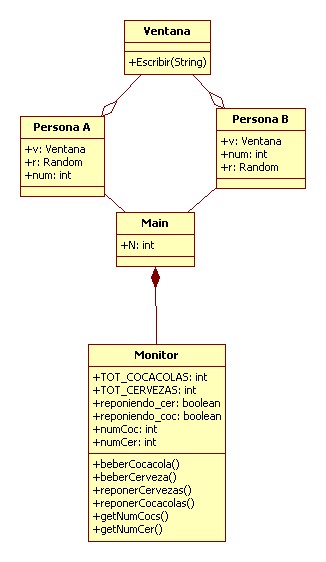 Ventana
+Escribir(String)
Persona A
+v: Ventana
+r: Random
+num: int
Persona B
+v: Ventana
+num: int
+r: Random
Main
+N: int
Monitor
+TOT_COCACOLAS: int
+TOT_CERVEZAS: int
+reponiendo_cer: boolean
+reponiendo_coc: boolean
+numCoc: int
+numCer: int
+beberCocacola()
+beberCerveza()
+reponerCervezas()
+reponerCocacolas()
+getNumCocs()
+getNumCer()